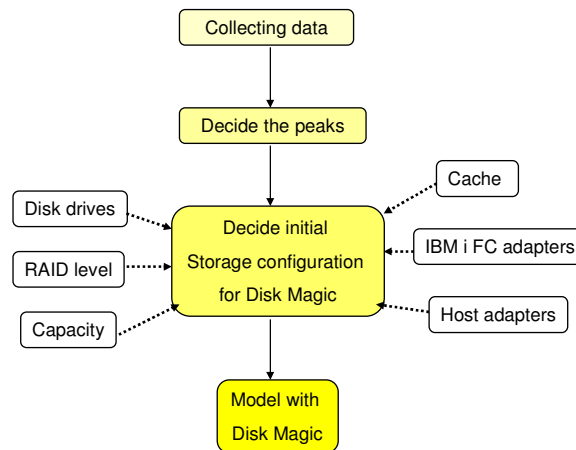 Collecting data
Decide the peaks
Cache
Disk drives
Decide initial
Storage configuration
for Disk Magic
IBM i FC adapters
RAID level
Host adapters
Capacity
Model with
Disk Magic